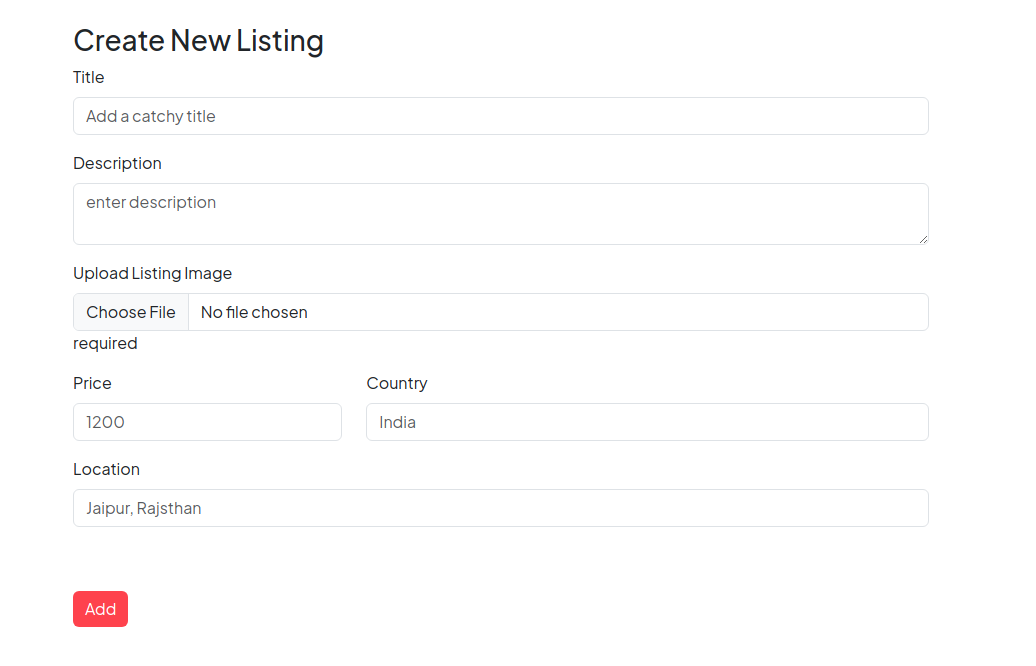 Create New Listing
Title
Add a catchy title
Description
enter description
Upload Listing Image
Choose File No file chosen
required
Price Country
1200 India
Location
Jaipur, Rajsthan
Add